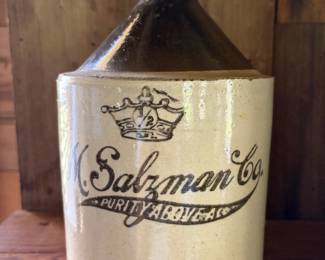 M. Salzman Co.
PURITY ABOVE ALL